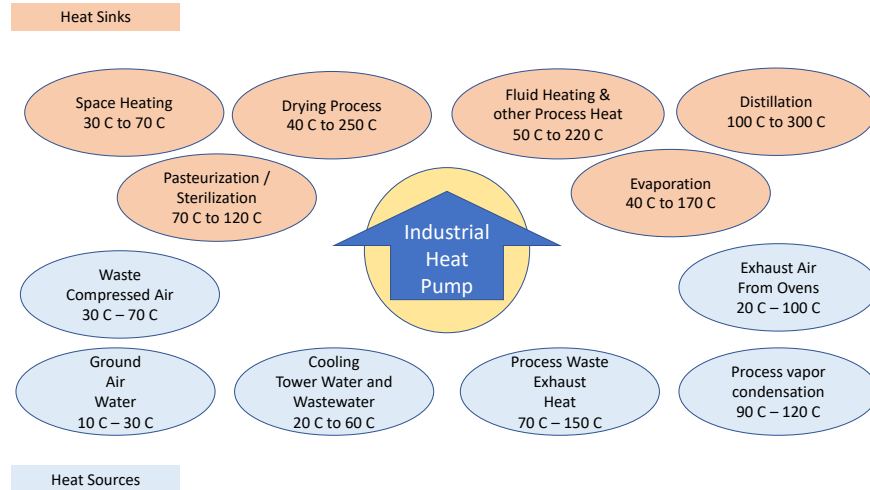 Heat Sinks
Space Heating
30 C to 70 C
Drying Process
40 C to 250 C
Fluid Heating &
other Process Heat
50 C to 220 C
Distillation
100 C to 300 C
Pasteurization /
Sterilization
70 C to 120 C
Evaporation
40 C to 170 C
Industrial
Heat
Pump
Waste
Compressed Air
30 C – 70 C
Exhaust Air
From Ovens
20 C – 100 C
Ground
Air
Water
10 C – 30 C
Cooling
Tower Water and
Wastewater
20 C to 60 C
Process Waste
Exhaust
Heat
70 C – 150 C
Process vapor
condensation
90 C – 120 C
Heat Sources